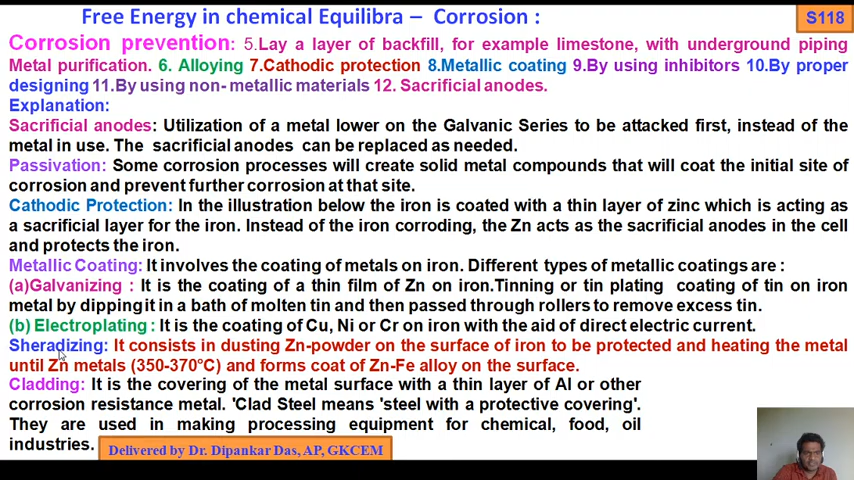 Free Energy in chemical Equilibra – Corrosion :
S118
Corrosion prevention: 5.Lay a layer of backfill, for example limestone, with underground piping
Metal purification. 6. Alloying 7.Cathodic protection 8.Metallic coating 9.By using inhibitors 10.By proper
designing 11.By using non- metallic materials 12. Sacrificial anodes.
Explanation:
Sacrificial anodes: Utilization of a metal lower on the Galvanic Series to be attacked first, instead of the
metal in use. The sacrificial anodes can be replaced as needed.
Passivation: Some corrosion processes will create solid metal compounds that will coat the initial site of
corrosion and prevent further corrosion at that site.
Cathodic Protection: In the illustration below the iron is coated with a thin layer of zinc which is acting as
a sacrificial layer for the iron. Instead of the iron corroding, the Zn acts as the sacrificial anodes in the cell
and protects the iron.
Metallic Coating: It involves the coating of metals on iron. Different types of metallic coatings are :
(a)Galvanizing : It is the coating of a thin film of Zn on iron.Tinning or tin plating coating of tin on iron
metal by dipping it in a bath of molten tin and then passed through rollers to remove excess tin.
(b) Electroplating : It is the coating of Cu, Ni or Cr on iron with the aid of direct electric current.
Sheradizing: It consists in dusting Zn-powder on the surface of iron to be protected and heating the metal
until Zn metals (350-370°C) and forms coat of Zn-Fe alloy on the surface.
Cladding: It is the covering of the metal surface with a thin layer of Al or other
corrosion resistance metal. 'Clad Steel means 'steel with a protective covering'.
They are used in making processing equipment for chemical, food, oil
industries.
Delivered by Dr. Dipankar Das, AP, GKCEM